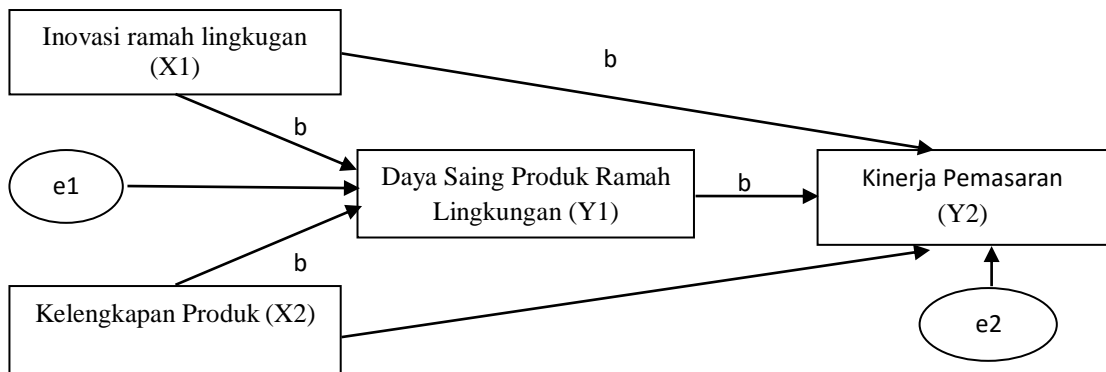 Inovasi ramah lingkugan
(X1)
b
b
e1
Daya Saing Produk Ramah
Lingkungan (Y1)
b
Kinerja Pemasaran
(Y2)
b
Kelengkapan Produk (X2)
e2